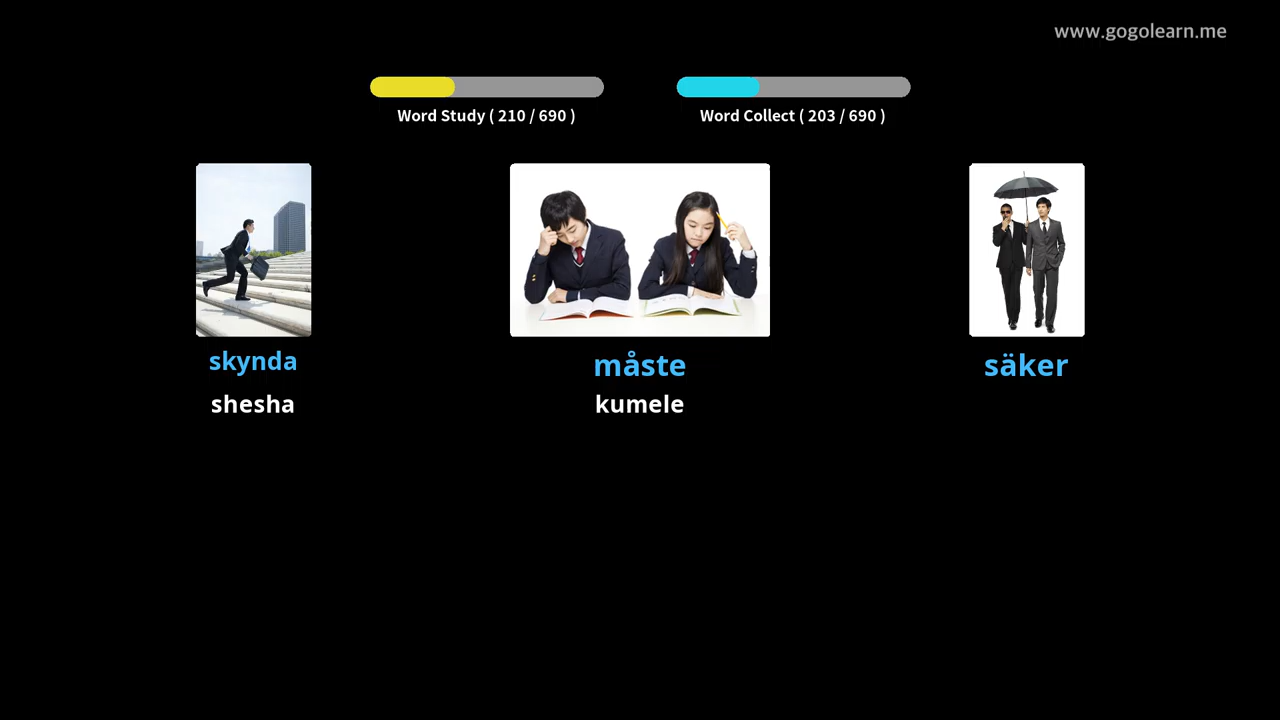 www.gogolearn.me
Word Study ( 210 / 690 )
Word Collect ( 203 / 690 )
skynda
måste
säker
shesha
kumele